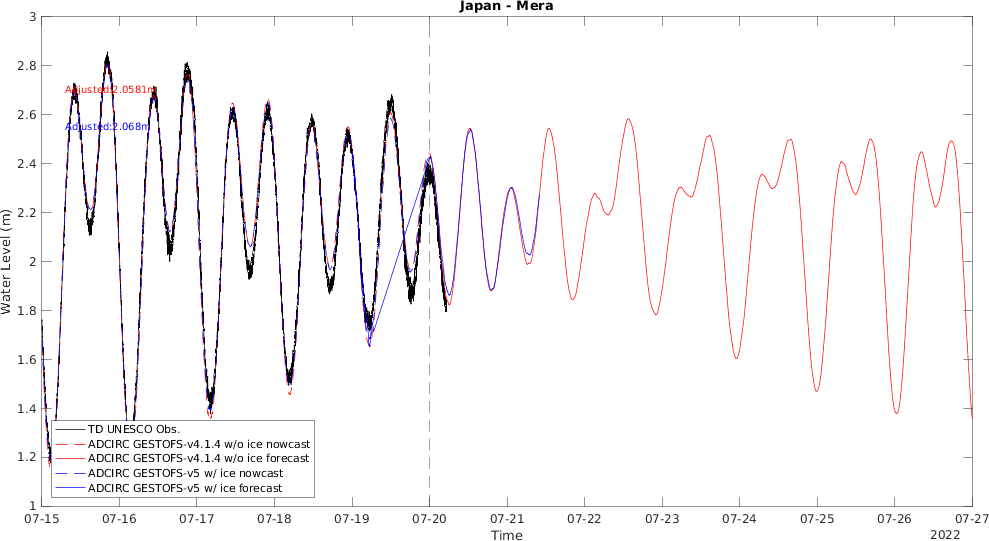 Japan - Mera
3
2.8
2.6
2.4
2.2
2
1.8
1.6
1.4
1.2
1
Water Level (m)
Adjusted:2.0581m
Adjusted:2.068m
TD UNESCO Obs.
ADCIRC GESTOFS-v4.1.4 w/o ice nowcast
ADCIRC GESTOFS-v4.1.4 w/o ice forecast
ADCIRC GESTOFS-v5 w/ ice nowcast
ADCIRC GESTOFS-v5 w/ ice forecast
07-15 07-16 07-17 07-18 07-19 07-20 07-21 07-22 07-23 07-24 07-25 07-26 07-27
Time
2022